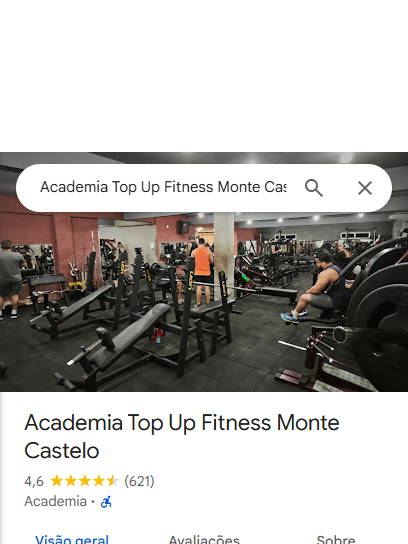 Academia Top Up Fitness Monte Cas
Academia Top Up Fitness Monte
Castelo
4,6 (621)
Academia ·
Visão geral Avaliações Sobre